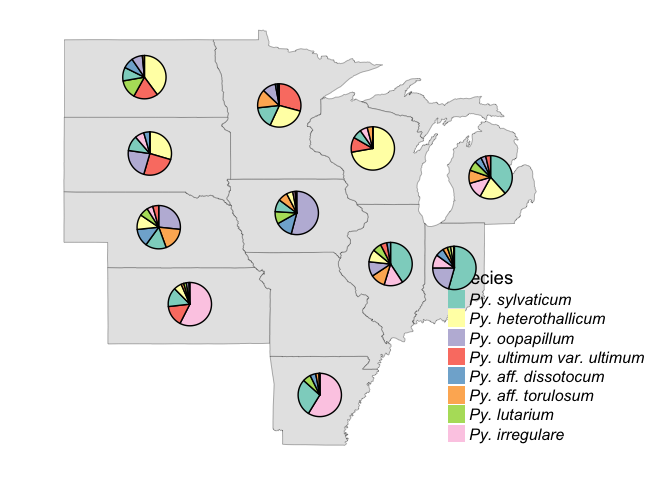 ecies
Py. sylvaticum
Py. heterothallicum
Py. oopapillum
Py. ultimum var. ultimum
Py. aff. dissotocum
Py. aff. torulosum
Py. lutarium
Py. irregulare